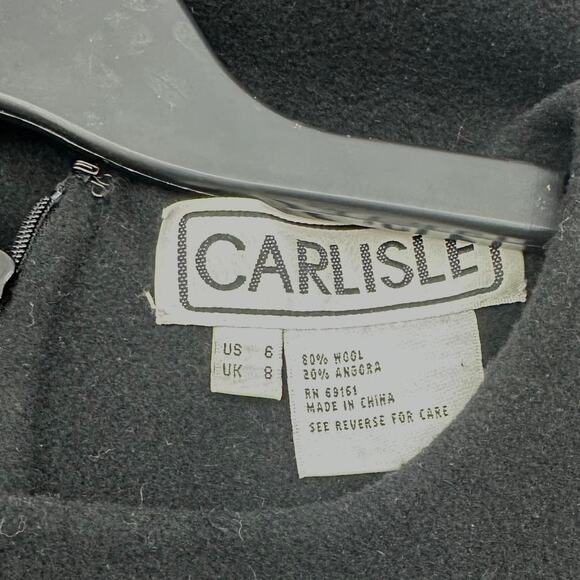 CARLISLE
US 6
UK 8
80% WOOL
20% ANGORA
RN 69161
MADE IN CHINA
SEE REVERSE FOR CARE